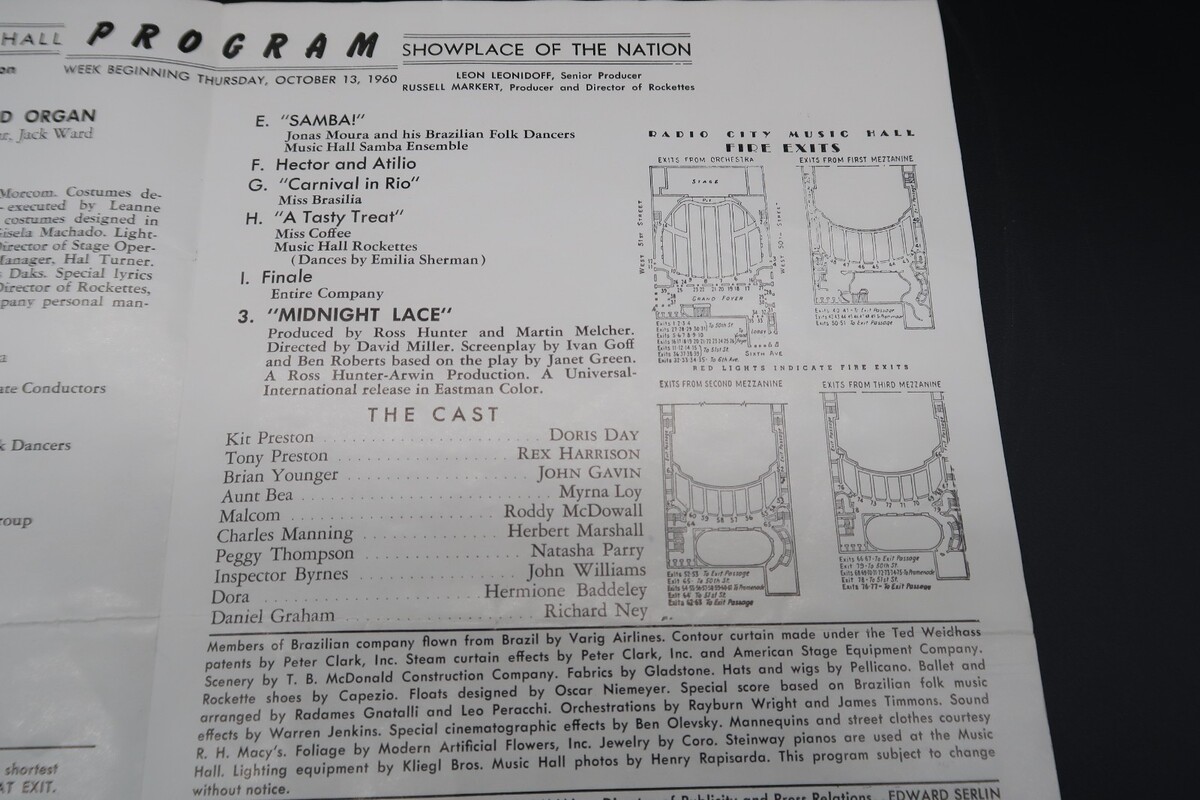 HALL PROGRAM SHOWPLACE OF THE NATION
WEEK BEGINNING THURSDAY, OCTOBER 13, 1960
LEON LEONIDOFF, Senior Producer
RUSSELL MARKERT, Producer and Director of Rockettes
D ORGAN
Jack Ward
Morcom. Costumes de-
executed by Leanne
costumes designed in
Gisela Machado. Light-
Director of Stage Oper-
Manager, Hal Turner.
Daks. Special lyrics
Director of Rockettes,
pany personal man-
ate Conductors
k Dancers
roup
shortest
AT EXIT.
E. "SAMBA!"
Jonas Moura and his Brazilian Folk Dancers
Music Hall Samba Ensemble
F. Hector and Atilio
G. "Carnival in Rio"
Miss Brasilia
H. "A Tasty Treat"
Miss Coffee
Music Hall Rockettes
(Dances by Emilia Sherman)
I. Finale
Entire Company
3. "MIDNIGHT LACE"
Produced by Ross Hunter and Martin Melcher.
Directed by David Miller. Screenplay by Ivan Goff
and Ben Roberts based on the play by Janet Green.
A Ross Hunter-Arwin Production. A Universal-
International release in Eastman Color.
THE CAST
Kit Preston . . . . . . . . . . DORIS DAY
Tony Preston . . . . . . . . . . REX HARRISON
Brian Younger . . . . . . . . . . JOHN GAVIN
Aunt Bea . . . . . . . . . . Myrna Loy
Malcom . . . . . . . . . . Roddy McDowall
Charles Manning . . . . . . . . . . Herbert Marshall
Peggy Thompson . . . . . . . . . . Natasha Parry
Inspector Byrnes . . . . . . . . . . John Williams
Dora . . . . . . . . . . Hermione Baddeley
Daniel Graham . . . . . . . . . . Richard Ney
RADIO CITY MUSIC HALL
FIRE EXITS
EXITS FROM ORCHESTRA
EXITS FROM FIRST MEZZANINE
STAGE
WEST 51st STREET
WEST 50th STREET
GRAND FOYER
SIXTH AVE
RED LIGHTS INDICATE FIRE EXITS
EXITS FROM SECOND MEZZANINE
EXITS FROM THIRD MEZZANINE
Members of Brazilian company flown from Brazil by Varig Airlines. Contour curtain made under the Ted Weidhass
patents by Peter Clark, Inc. Steam curtain effects by Peter Clark, Inc. and American Stage Equipment Company.
Scenery by T. B. McDonald Construction Company. Fabrics by Gladstone. Hats and wigs by Pellicano. Ballet and
Rockette shoes by Capezio. Floats designed by Oscar Niemeyer. Special score based on Brazilian folk music
arranged by Radames Gnatalli and Leo Peracchi. Orchestrations by Rayburn Wright and James Timmons. Sound
effects by Warren Jenkins. Special cinematographic effects by Ben Olevsky. Mannequins and street clothes courtesy
R. H. Macy's. Foliage by Modern Artificial Flowers, Inc. Jewelry by Coro. Steinway pianos are used at the Music
Hall. Lighting equipment by Kliegl Bros. Music Hall photos by Henry Rapisarda. This program subject to change
without notice.
Director of Publicity and Press Relations EDWARD SERLIN